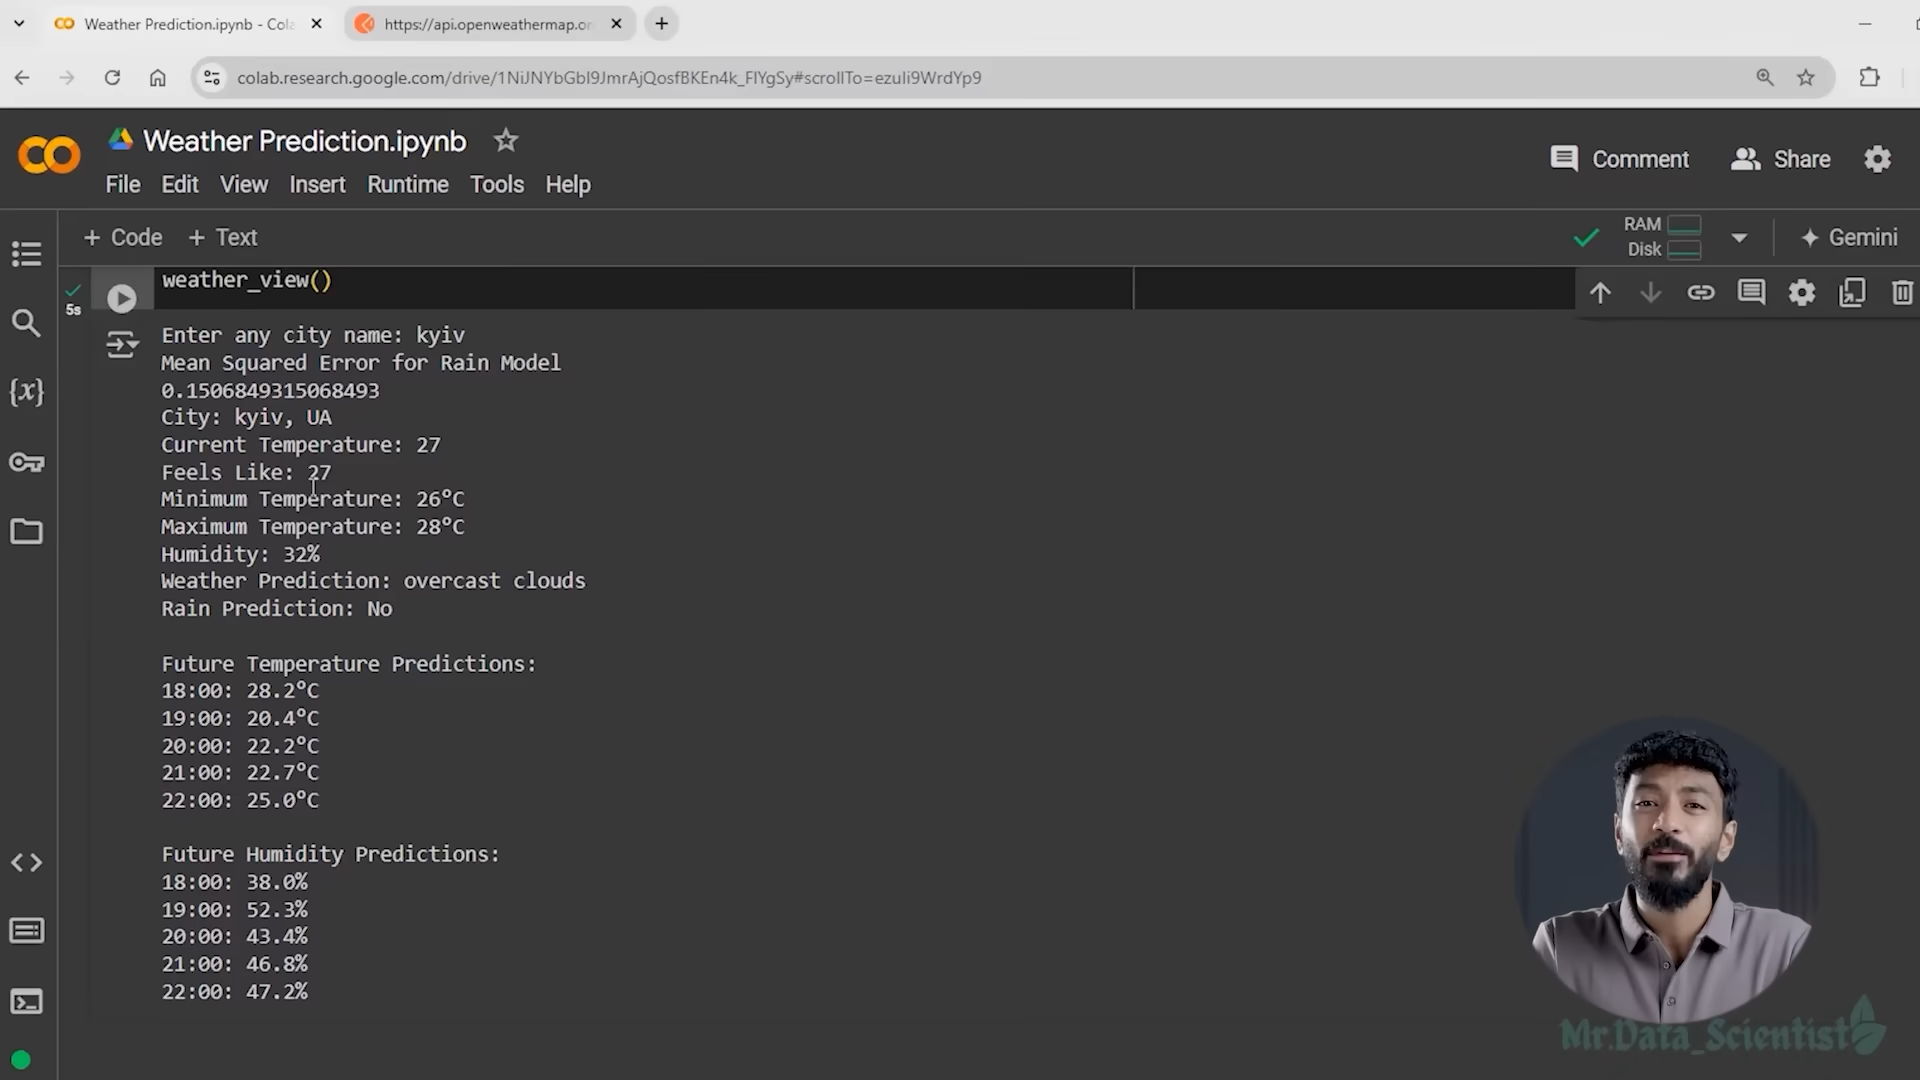 Weather Prediction.ipynb - Cola
https://api.openweathermap.or
colab.research.google.com/drive/1NiJNYbGbI9JmrAjQosfBKEn4k_FIYgSy#scrollTo=ezuli9WrdYp9
Weather Prediction.ipynb
Comment
Share
File Edit View Insert Runtime Tools Help
+ Code + Text
RAM
Disk
Gemini
weather_view()
5s
Enter any city name: kyiv
Mean Squared Error for Rain Model
0.1506849315068493
City: kyiv, UA
Current Temperature: 27
Feels Like: 27
Minimum Temperature: 26°C
Maximum Temperature: 28°C
Humidity: 32%
Weather Prediction: overcast clouds
Rain Prediction: No
Future Temperature Predictions:
18:00: 28.2°C
19:00: 20.4°C
20:00: 22.2°C
21:00: 22.7°C
22:00: 25.0°C
Future Humidity Predictions:
18:00: 38.0%
19:00: 52.3%
20:00: 43.4%
21:00: 46.8%
22:00: 47.2%
Mr.Data_Scientist